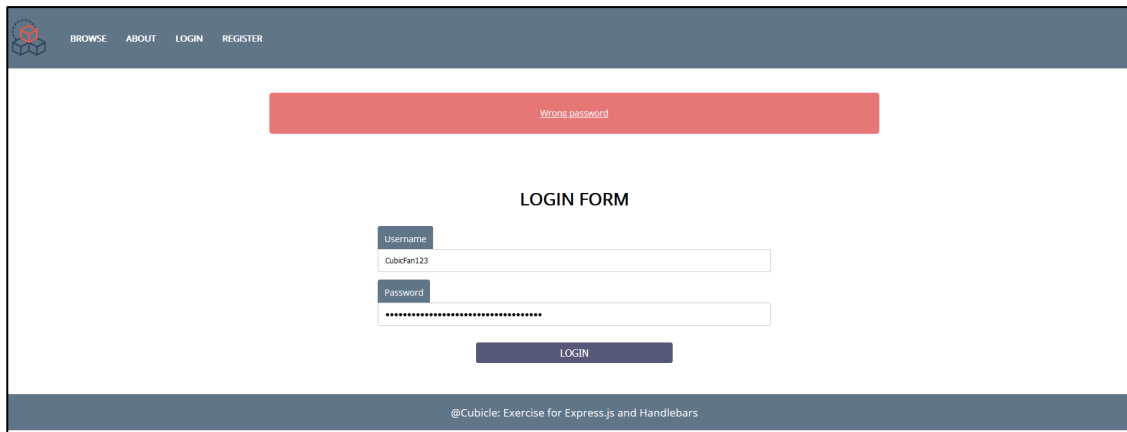 BROWSE ABOUT LOGIN REGISTER
Wrong password
LOGIN FORM
Username
CubicFan123
Password
••••••••••••••••••••••••••••••••••••
LOGIN
@Cubicle: Exercise for Express.js and Handlebars